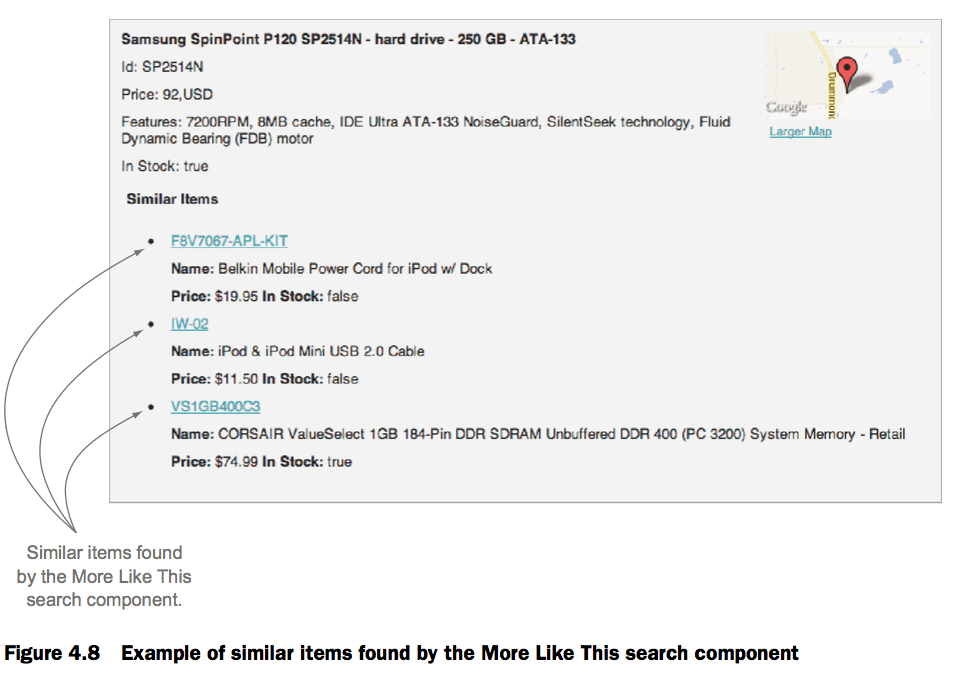 Samsung SpinPoint P120 SP2514N - hard drive - 250 GB - ATA-133
Id: SP2514N
Price: 92,USD
Features: 7200RPM, 8MB cache, IDE Ultra ATA-133 NoiseGuard, SilentSeek technology, Fluid
Dynamic Bearing (FDB) motor
In Stock: true
Drummond
Google
Larger Map
Similar Items
F8V7067-APL-KIT
Name: Belkin Mobile Power Cord for iPod w/ Dock
Price: $19.95 In Stock: false
IW-02
Name: iPod & iPod Mini USB 2.0 Cable
Price: $11.50 In Stock: false
VS1GB400C3
Name: CORSAIR ValueSelect 1GB 184-Pin DDR SDRAM Unbuffered DDR 400 (PC 3200) System Memory - Retail
Price: $74.99 In Stock: true
Similar items found
by the More Like This
search component.
Figure 4.8 Example of similar items found by the More Like This search component